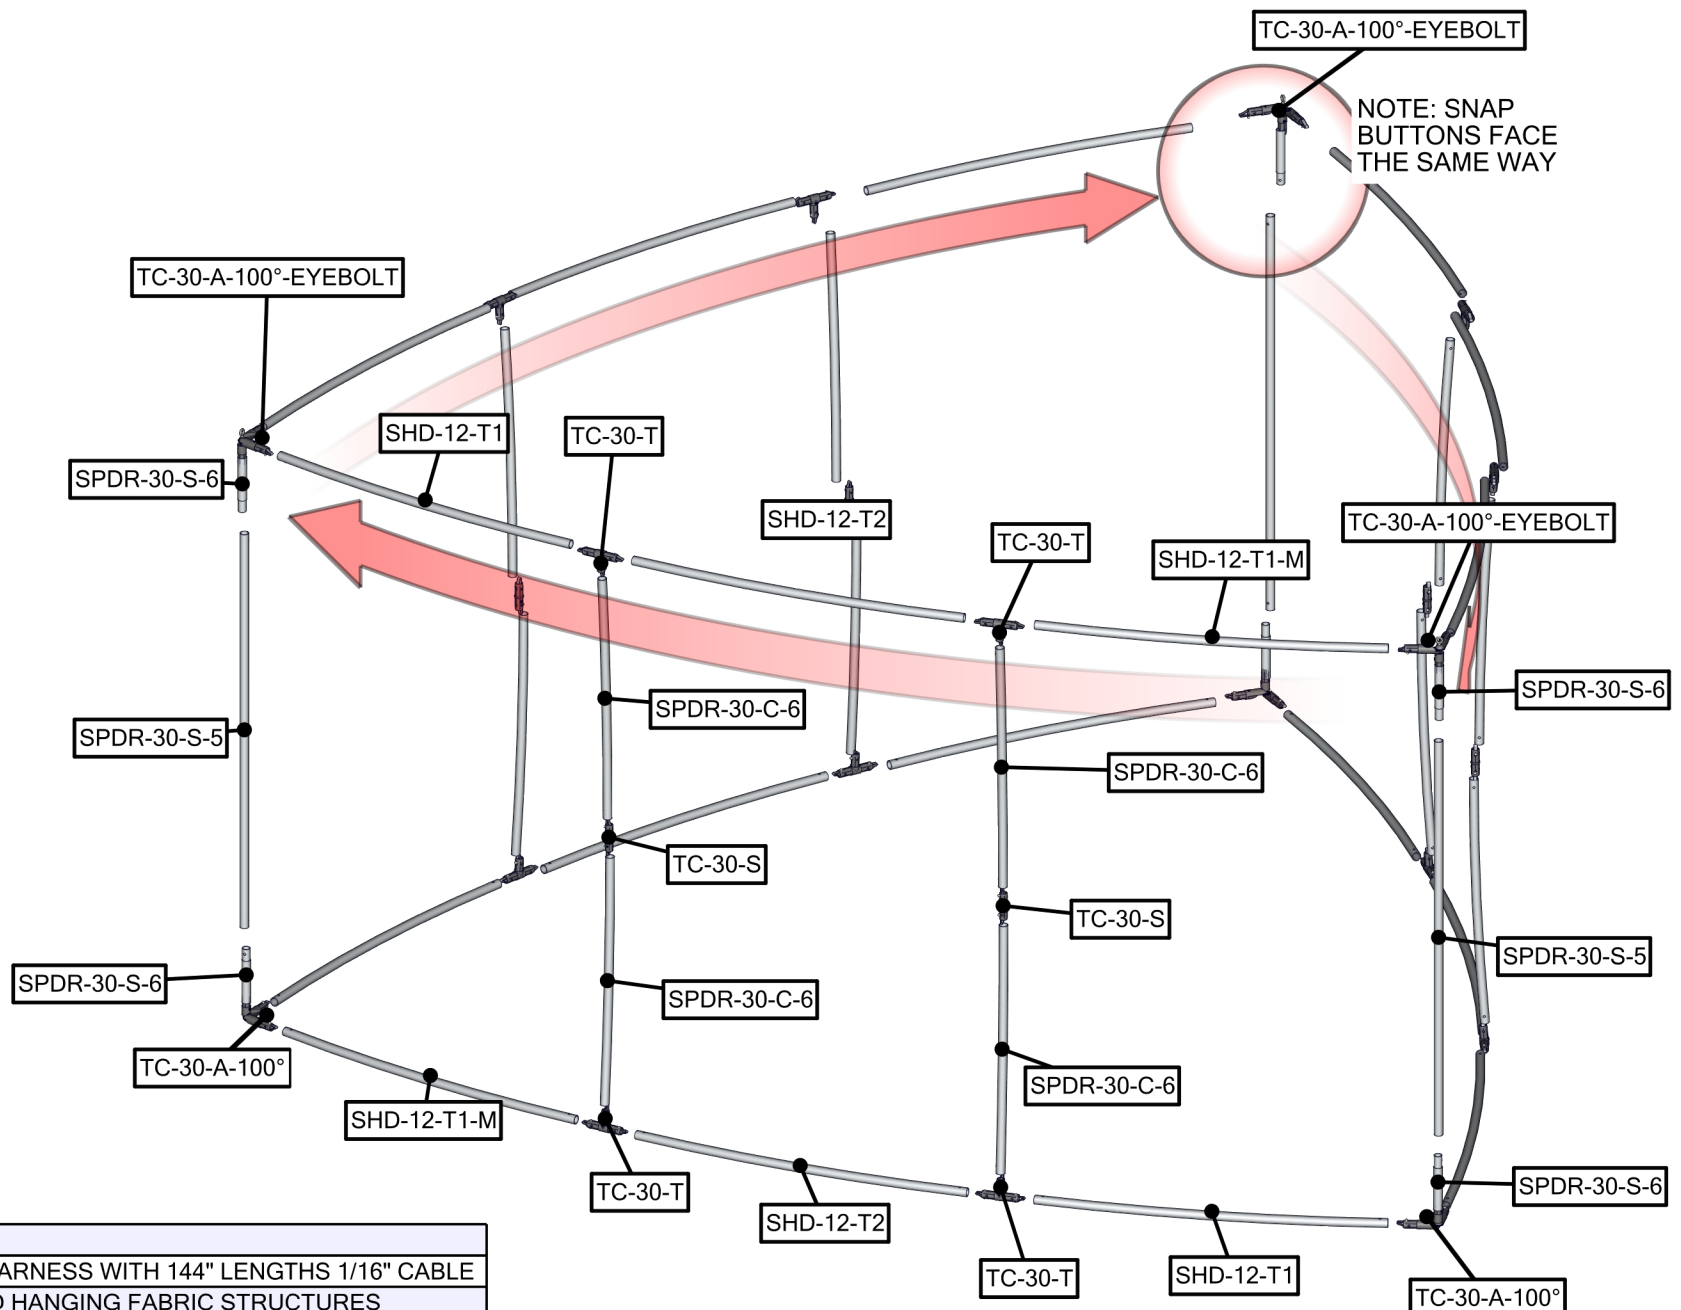 TC-30-A-100°-EYEBOLT
NOTE: SNAP
BUTTONS FACE
THE SAME WAY
TC-30-A-100°-EYEBOLT
SHD-12-T1
TC-30-T
SPDR-30-S-6
SHD-12-T2
TC-30-T
SHD-12-T1-M
TC-30-A-100°-EYEBOLT
SPDR-30-S-6
SPDR-30-C-6
SPDR-30-S-5
SPDR-30-C-6
TC-30-S
TC-30-S
SPDR-30-S-5
SPDR-30-S-6
SPDR-30-C-6
TC-30-A-100°
SPDR-30-C-6
SHD-12-T1-M
TC-30-T
SPDR-30-S-6
SHD-12-T2
TC-30-T
SHD-12-T1
TC-30-A-100°
ARNESS WITH 144" LENGTHS 1/16" CABLE
HANGING FABRIC STRUCTURES